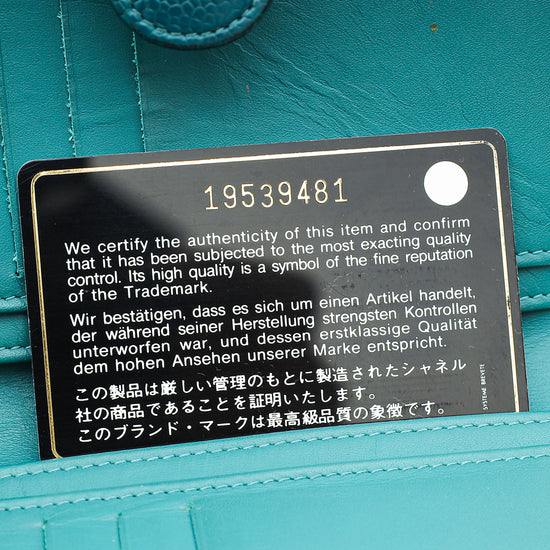 19539481
We certify the authenticity of this item and confirm
that it has been subjected to the most exacting quality
control. Its high quality is a symbol of the fine reputation
of the Trademark.
Wir bestätigen, dass es sich um einen Artikel handelt,
der während seiner Herstellung strengsten Kontrollen
unterworfen war, und dessen erstklassige Qualität
dem hohen Ansehen unserer Marke entspricht.
この製品は厳しい管理のもとに製造されたシャネル
社の商品であることを証明いたします。
このブランド・マークは最高級品質の象徴です。
SYSTEME BREVETE